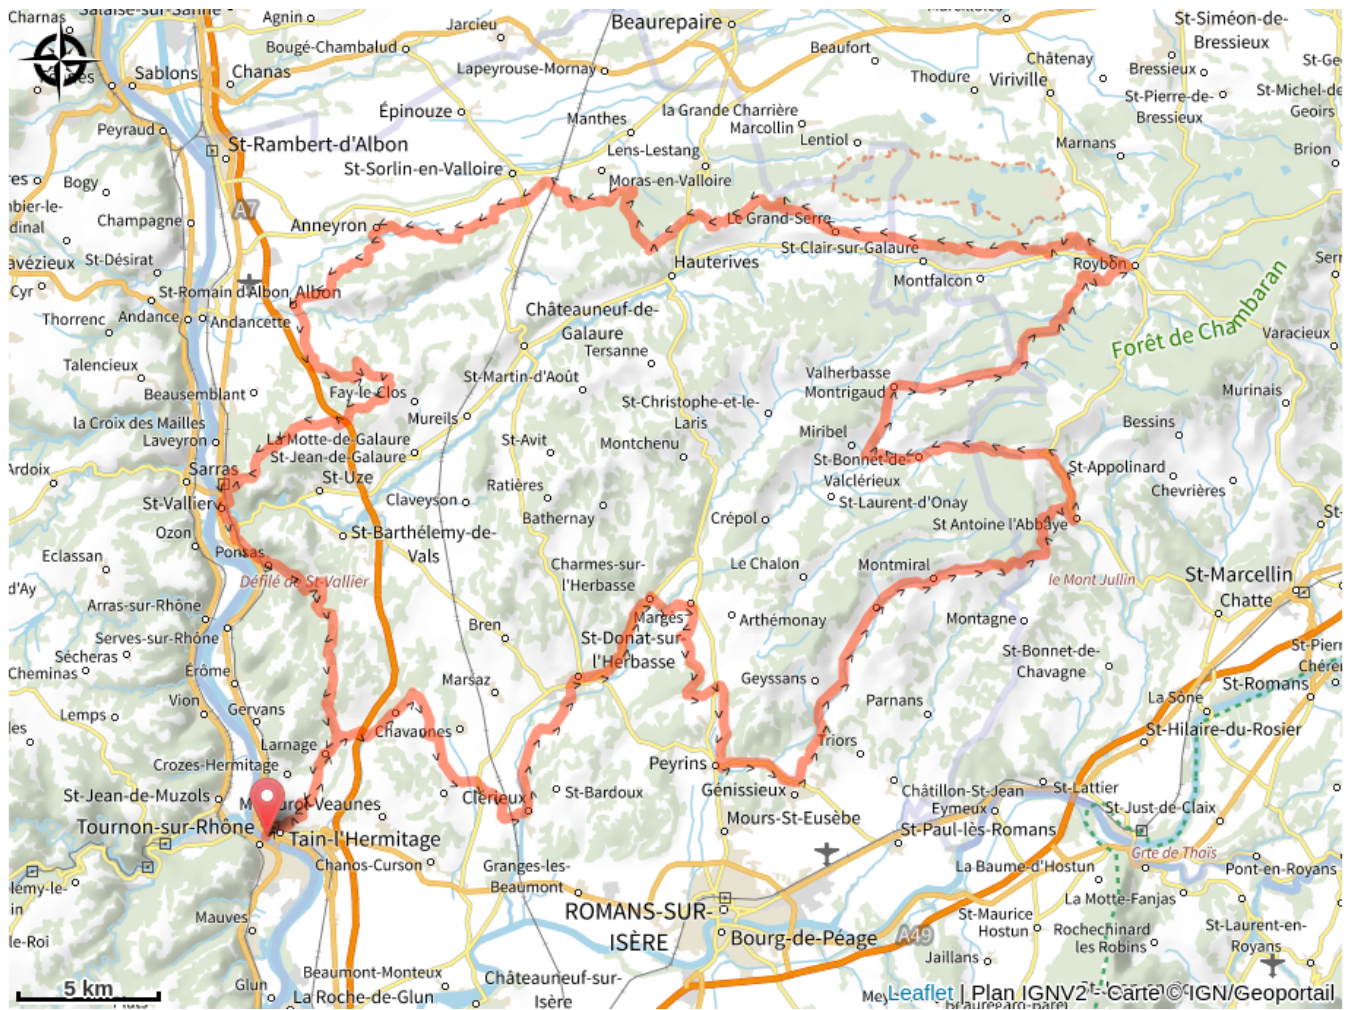 Salaise-sur-Sanne
Agnin
Charnas
Jarcieu
Beaurepaire
St-Siméon-de-
Bressieux
Bougé-Chambalud
Beaufort
Châtenay
Sablons
Chanas
Lapeyrouse-Mornay
Thodure
Viriville
Bressieux
St-Michel-de
Geoirs
St-Pierre-de-
Bressieux
Épinouze
Manthes
la Grande Charrière
Marcollin
Peyraud
St-Rambert-d'Albon
Lens-Lestang
Lentiol
Marnans
Brion
St-Sorlin-en-Valloire
Moras-en-Valloire
Bogy
A7
Champagne
Anneyron
Le Grand-Serre
St-Clair-sur-Galaure
St-Désirat
Hauterives
Montfalcon
Roybon
St-Romain d'Albon
Albon
Thorrenc
Andance
Andancette
Châteauneuf-de-
Galaure
Forêt de Chambaran
Varacieux
Talencieux
Tersanne
Valherbasse
Montrigaud
Beausemblant
Fay-le-Clos
St-Martin-d'Août
Murinais
la Croix des Mailles
Laveyron
Mureils
St-Christophe-et-le-
Laris
Bessins
La Motte-de-Galaure
St-Jean-de-Galaure
St-Avit
Montchenu
Miribel
St-Bonnet-de-
Valclérieux
St-Appolinard
Ardoix
Sarras
St-Uze
Ratières
Chevrières
St-Vallier
Claveyson
Bathernay
Crépol
St-Laurent-d'Onay
St Antoine l'Abbaye
Ozon
St-Barthélemy-de-
Vals
Eclassan
Ponsas
Défilé de St-Vallier
Charmes-sur-
l'Herbasse
Le Chalon
Montmiral
le Mont Jullin
St-Marcellin
Chatte
d'Ay
Arras-sur-Rhône
Margès
Arthémonay
Montagne
Serves-sur-Rhône
Bren
St-Donat-sur-
l'Herbasse
St-Bonnet-de-
Chavagne
Sécheras
Cheminas
Érôme
Marsaz
Geyssans
St-Romans
La Sône
Vion
Gervans
Parnans
Lemps
Chavannes
St-Hilaire-du-Rosier
Larnage
Triors
Crozes-Hermitage
Peyrins
Génissieux
St-Jean-de-Muzols
Veaunes
Clérieux
St-Bardoux
Châtillon-St-Jean
Eymeux
St-Lattier
St-Just-de-Claix
Tournon-sur-Rhône
Tain-l'Hermitage
Mours-St-Eusèbe
St-Paul-lès-Romans
Grte de Thaïs
Chanos-Curson
Granges-les-
Beaumont
La Baume-d'Hostun
Pont-en-Royans
La Motte-Fanjas
ROMANS-SUR-
ISÈRE
Mauves
Bourg-de-Péage
A49
St-Maurice
Hostun
Rochechinard
les Robins
St-Laurent-en-
Royans
Jaillans
Beaumont-Monteux
Châteauneuf-sur-
Isère
Glun
La Roche-de-Glun
5 km
Leaflet | Plan IGNV2 - Carte © IGN/Geoportail